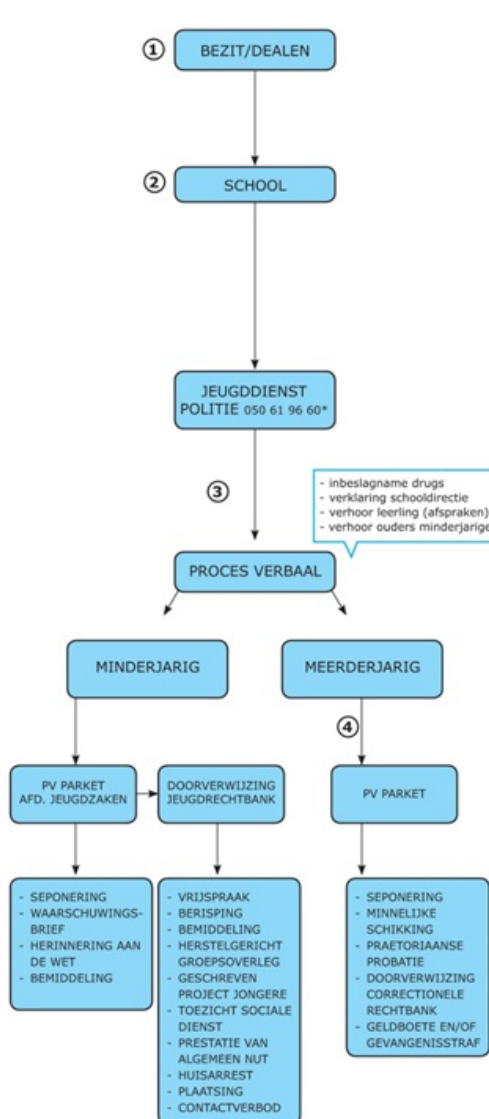 ① BEZIT/DEALEN
② SCHOOL
JEUGDDIENST
POLITIE 050 61 96 60*
③
- inbeslagname drugs
- verklaring schooldirectie
- verhoor leerling (afspraken)
- verhoor ouders minderjarige
PROCES VERBAAL
MINDERJARIG
MEERDERJARIG
④
PV PARKET
AFD. JEUGDZAKEN
DOORVERWIJZING
JEUGDRECHTBANK
PV PARKET
- SEPONERING
- WAARSCHUWINGS-
BRIEF
- HERINNERING AAN
DE WET
- BEMIDDELING
- VRIJSPRAAK
- BERISPING
- BEMIDDELING
- HERSTELGERICHT
GROEPSOVERLEG
- GESCHREVEN
PROJECT JONGERE
- TOEZICHT SOCIALE
DIENST
- PRESTATIE VAN
ALGEMEEN NUT
- HUISARREST
- PLAATSING
- CONTACTVERBOD
- SEPONERING
- MINNELIJKE
SCHIKKING
- PRAETORIAANSE
PROBATIE
- DOORVERWIJZING
CORRECTIONELE
RECHTBANK
- GELDBOETE EN/OF
GEVANGENISSTRAF